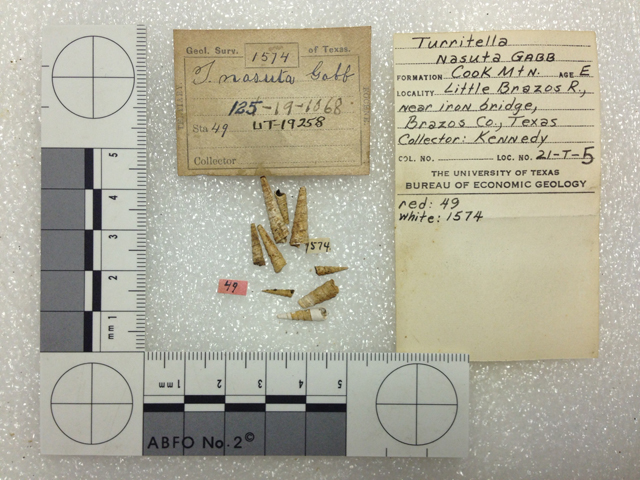 Geol. Surv. 1574 of Texas.
T. nasuta Gabb
125-19-1068
Sta 49 UT-19258
Collector
Turritella
nasuta GABB
FORMATION Cook Mtn. AGE E
LOCALITY Little Brazos R.,
near iron bridge,
Brazos Co., Texas
Collector: Kennedy
COL. NO. LOC. NO. 21-T-5
THE UNIVERSITY OF TEXAS
BUREAU OF ECONOMIC GEOLOGY
red: 49
white: 1574
1574
49
5
4
3
2
mm 1
1 mm 2 3 4 5
ABFO No. 2©